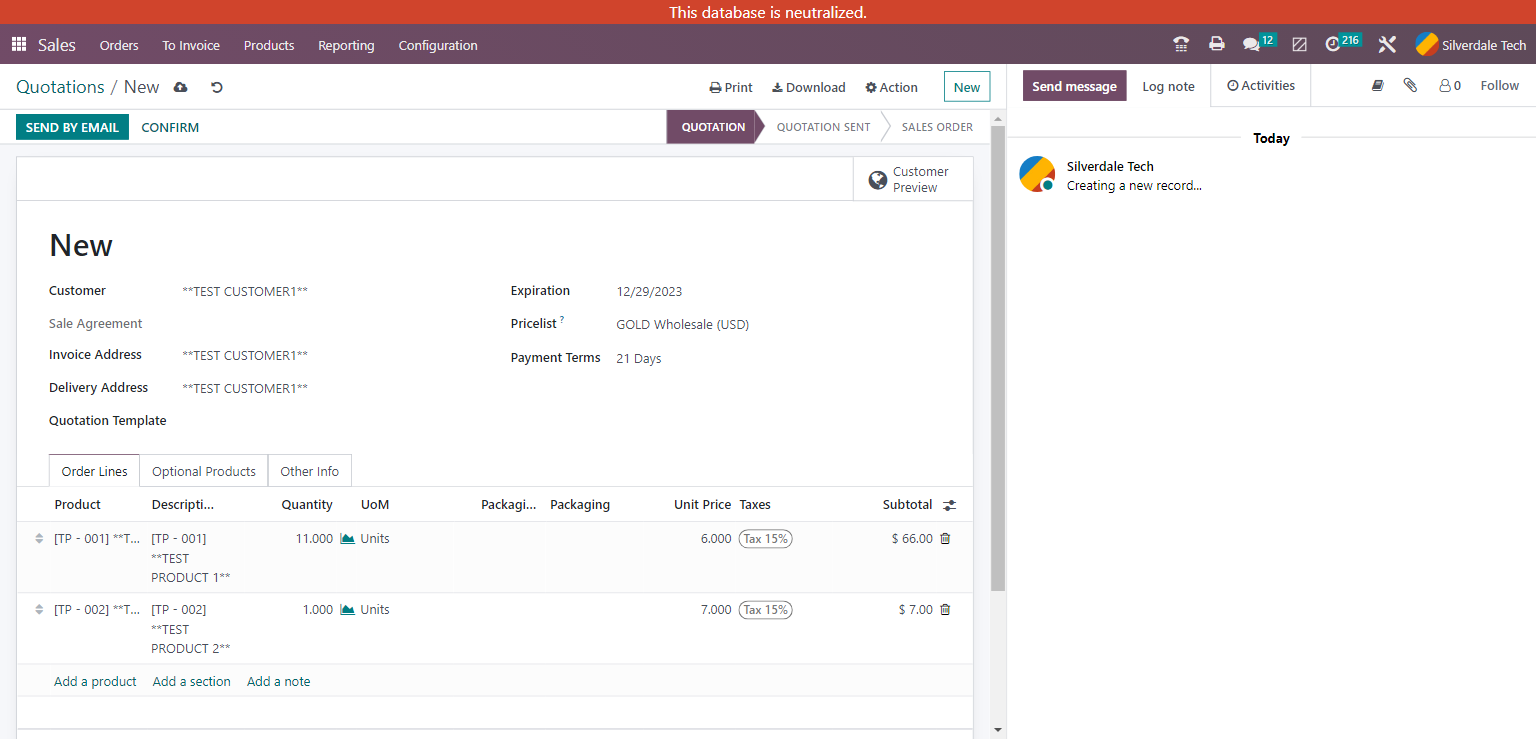 This database is neutralized.
Sales Orders To Invoice Products Reporting Configuration 12 216 Silverdale Tech
Quotations / New Print Download Action New
Send message Log note Activities 0 Follow
SEND BY EMAIL CONFIRM QUOTATION QUOTATION SENT SALES ORDER
Today
Silverdale Tech
Creating a new record...
Customer
Preview
New
Customer **TEST CUSTOMER1** Expiration 12/29/2023
Sale Agreement Pricelist ? GOLD Wholesale (USD)
Invoice Address **TEST CUSTOMER1** Payment Terms 21 Days
Delivery Address **TEST CUSTOMER1**
Quotation Template
Order Lines Optional Products Other Info
Product Descripti... Quantity UoM Packagi... Packaging Unit Price Taxes Subtotal
[TP - 001] **T... [TP - 001] 11.000 Units 6.000 Tax 15% $ 66.00
**TEST
PRODUCT 1**
[TP - 002] **T... [TP - 002] 1.000 Units 7.000 Tax 15% $ 7.00
**TEST
PRODUCT 2**
Add a product Add a section Add a note